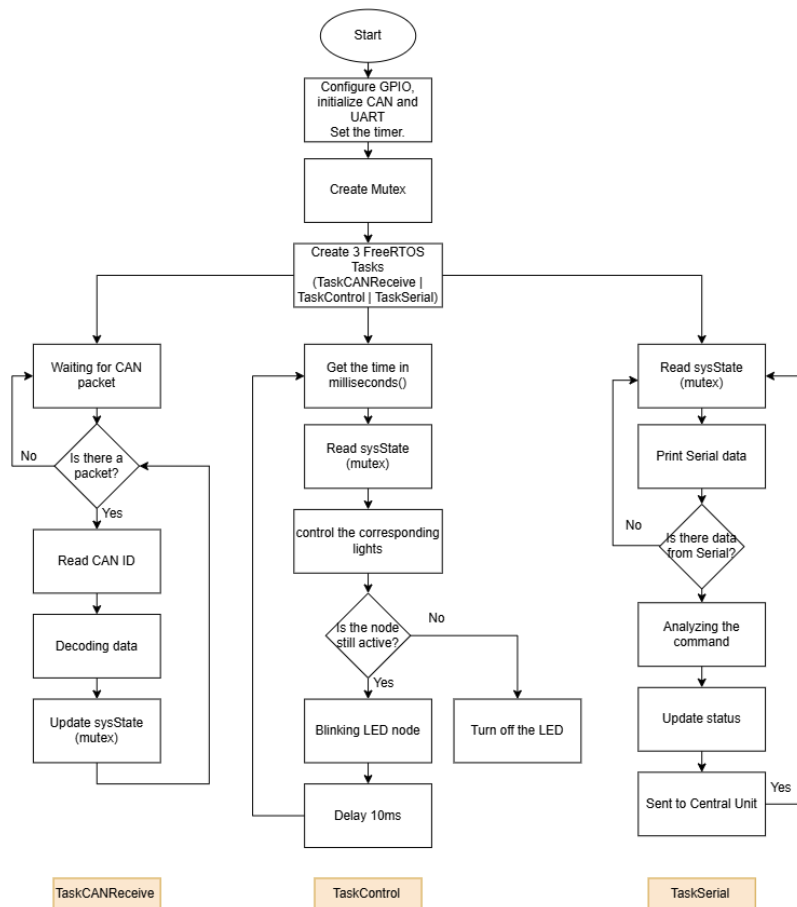 Start
Configure GPIO,
initialize CAN and
UART
Set the timer.
Create Mutex
Create 3 FreeRTOS
Tasks
(TaskCANReceive |
TaskControl | TaskSerial)
Waiting for CAN
packet
No
Is there a
packet?
Yes
Read CAN ID
Decoding data
Update sysState
(mutex)
Get the time in
milliseconds()
Read sysState
(mutex)
control the corresponding
lights
Is the node
still active?
No
Yes
Blinking LED node
Turn off the LED
Delay 10ms
Read sysState
(mutex)
Print Serial data
No
Is there data
from Serial?
Analyzing the
command
Update status
Sent to Central Unit
Yes
TaskCANReceive
TaskControl
TaskSerial